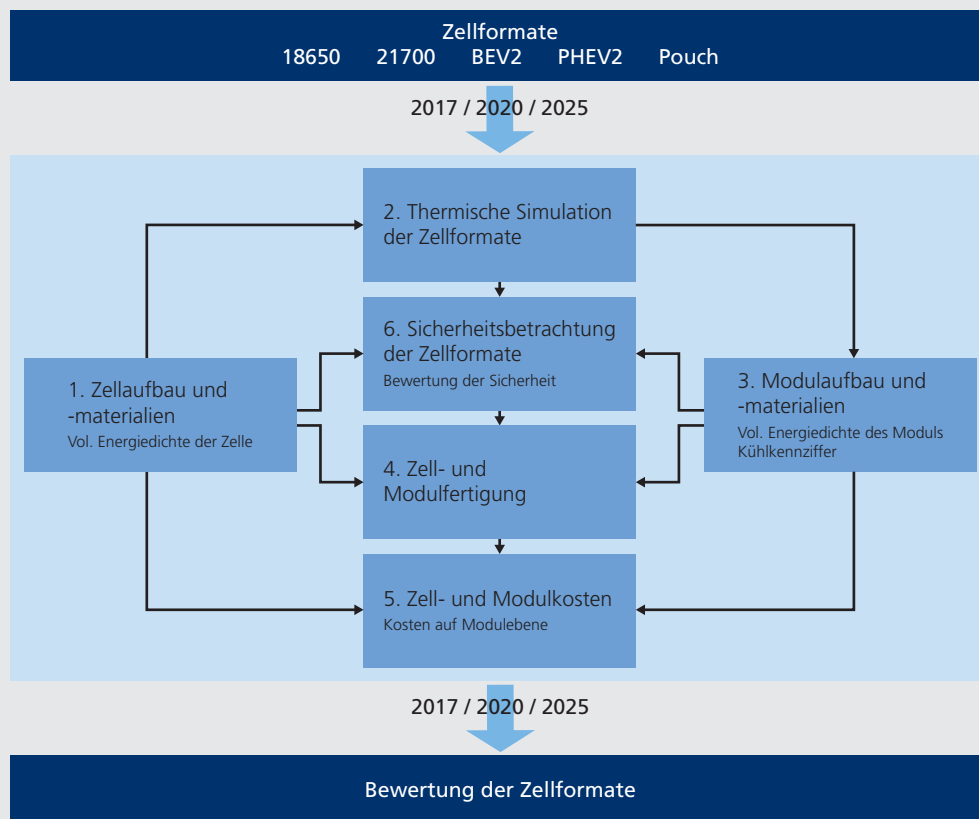 Zellformate
18650 21700 BEV2 PHEV2 Pouch
2017 / 2020 / 2025
2. Thermische Simulation
der Zellformate
6. Sicherheitsbetrachtung
der Zellformate
Bewertung der Sicherheit
1. Zellaufbau und
-materialien
Vol. Energiedichte der Zelle
3. Modulaufbau und
-materialien
Vol. Energiedichte des Moduls
Kühlkennziffer
4. Zell- und
Modulfertigung
5. Zell- und Modulkosten
Kosten auf Modulebene
2017 / 2020 / 2025
Bewertung der Zellformate